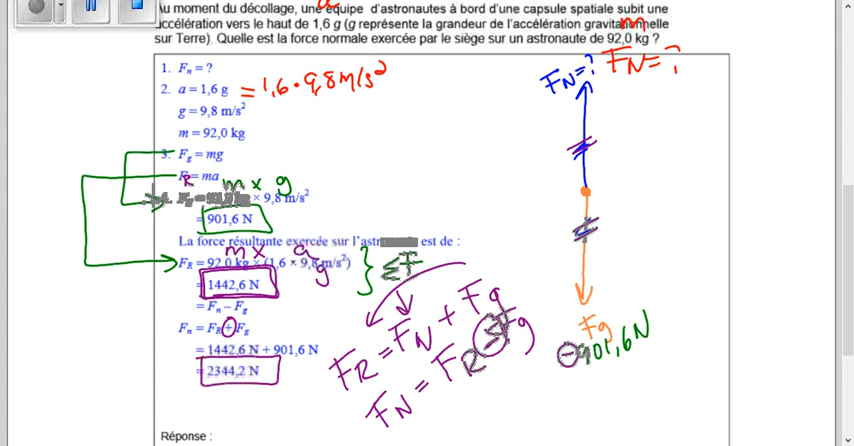 Au moment du décollage, une équipe d'astronautes à bord d'une capsule spatiale subit une
accélération vers le haut de 1,6 g (g représente la grandeur de l'accélération gravitationnelle
sur Terre). Quelle est la force normale exercée par le siège sur un astronaute de 92,0 kg ?
m
1. Fn = ?
2. a = 1,6 g = 1,6 • 9,8 m/s²
g = 9,8 m/s²
m = 92,0 kg
3. Fg = mg
FR = ma
m x g
× 9,8 m/s²
= 901,6 N
La force résultante exercée sur l'astr est de :
m x a
g
FR = 92,0 kg × (1,6 × 9,8 m/s²) } ΣF
= 1442,6 N
= Fn − Fg
Fn = FR + Fg
= 1442,6 N + 901,6 N
= 2344,2 N
FR = FN + Fg
FN = FR - Fg
FN = ?
FN = ?
Fg
-901,6 N
Réponse :